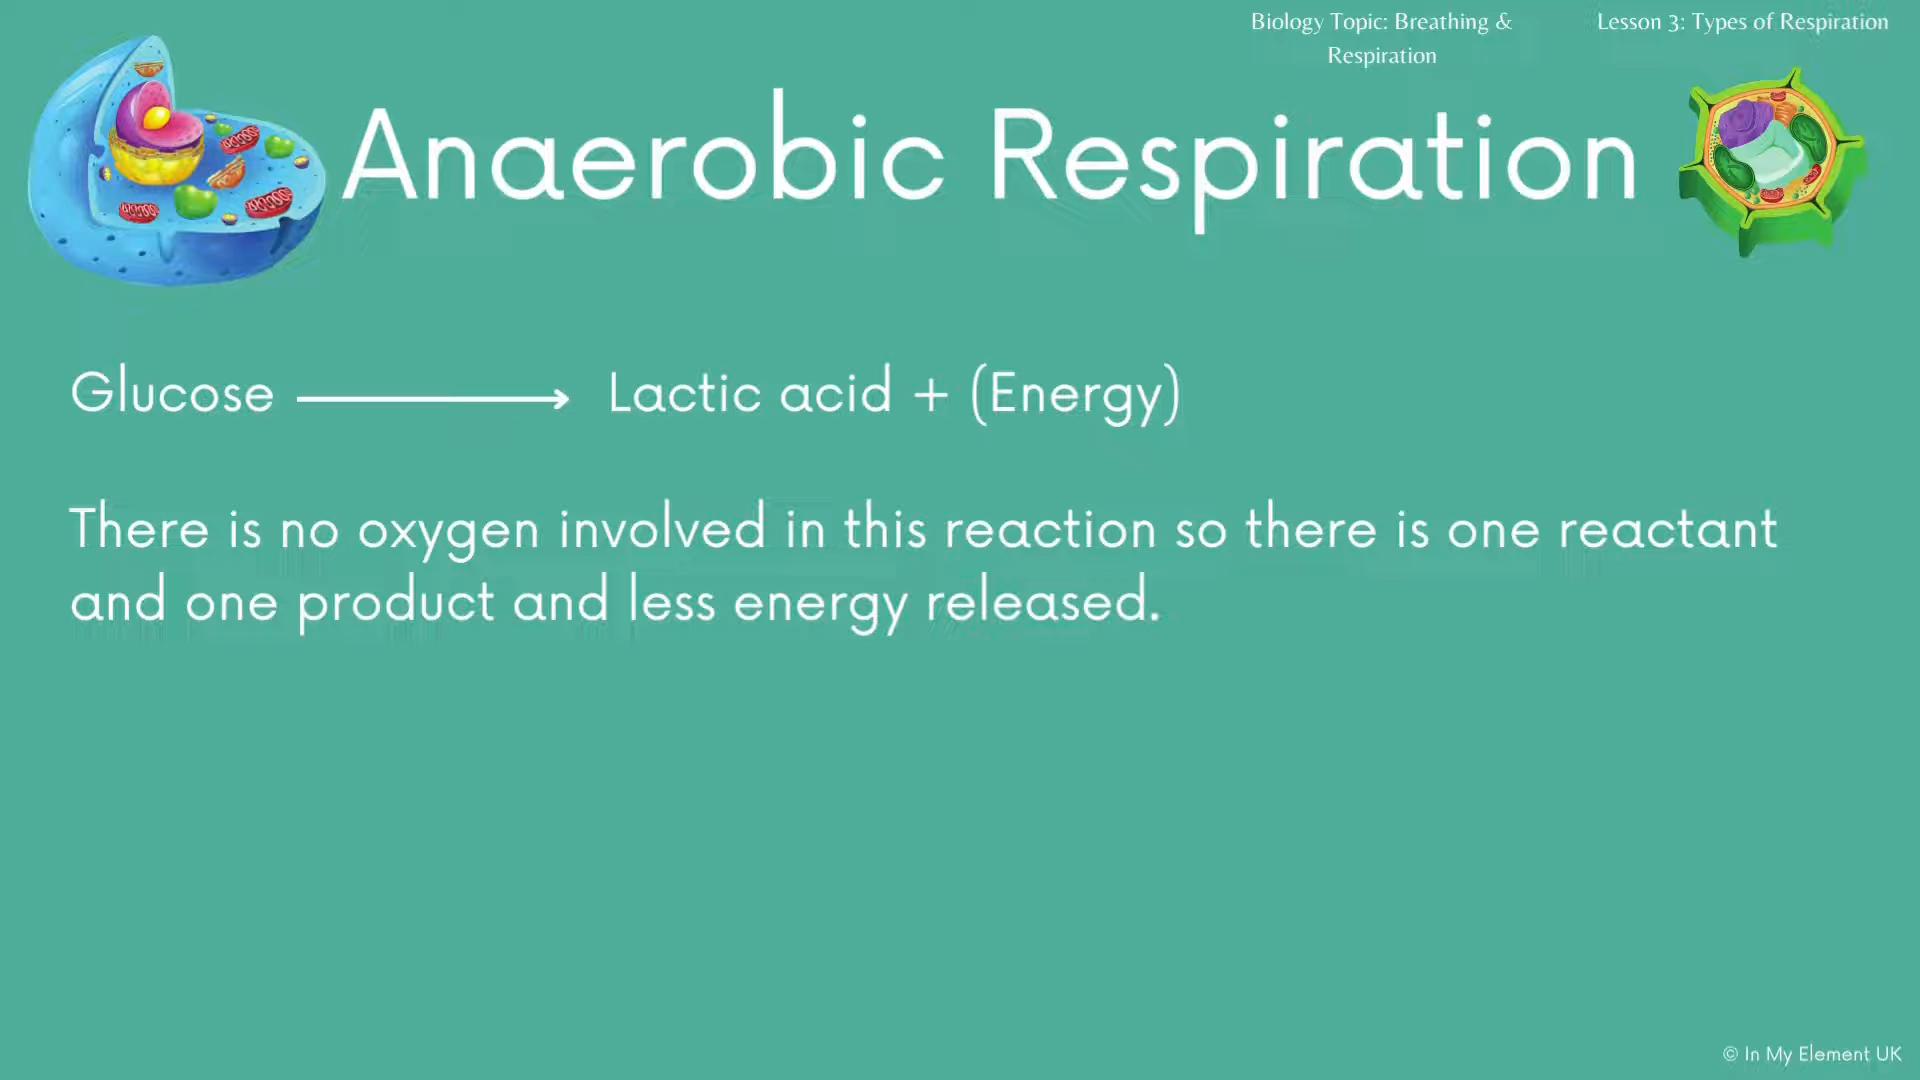 Biology Topic: Breathing &
Respiration
Lesson 3: Types of Respiration
Anaerobic Respiration
Glucose ⟶ Lactic acid + (Energy)
There is no oxygen involved in this reaction so there is one reactant
and one product and less energy released.
© In My Element UK